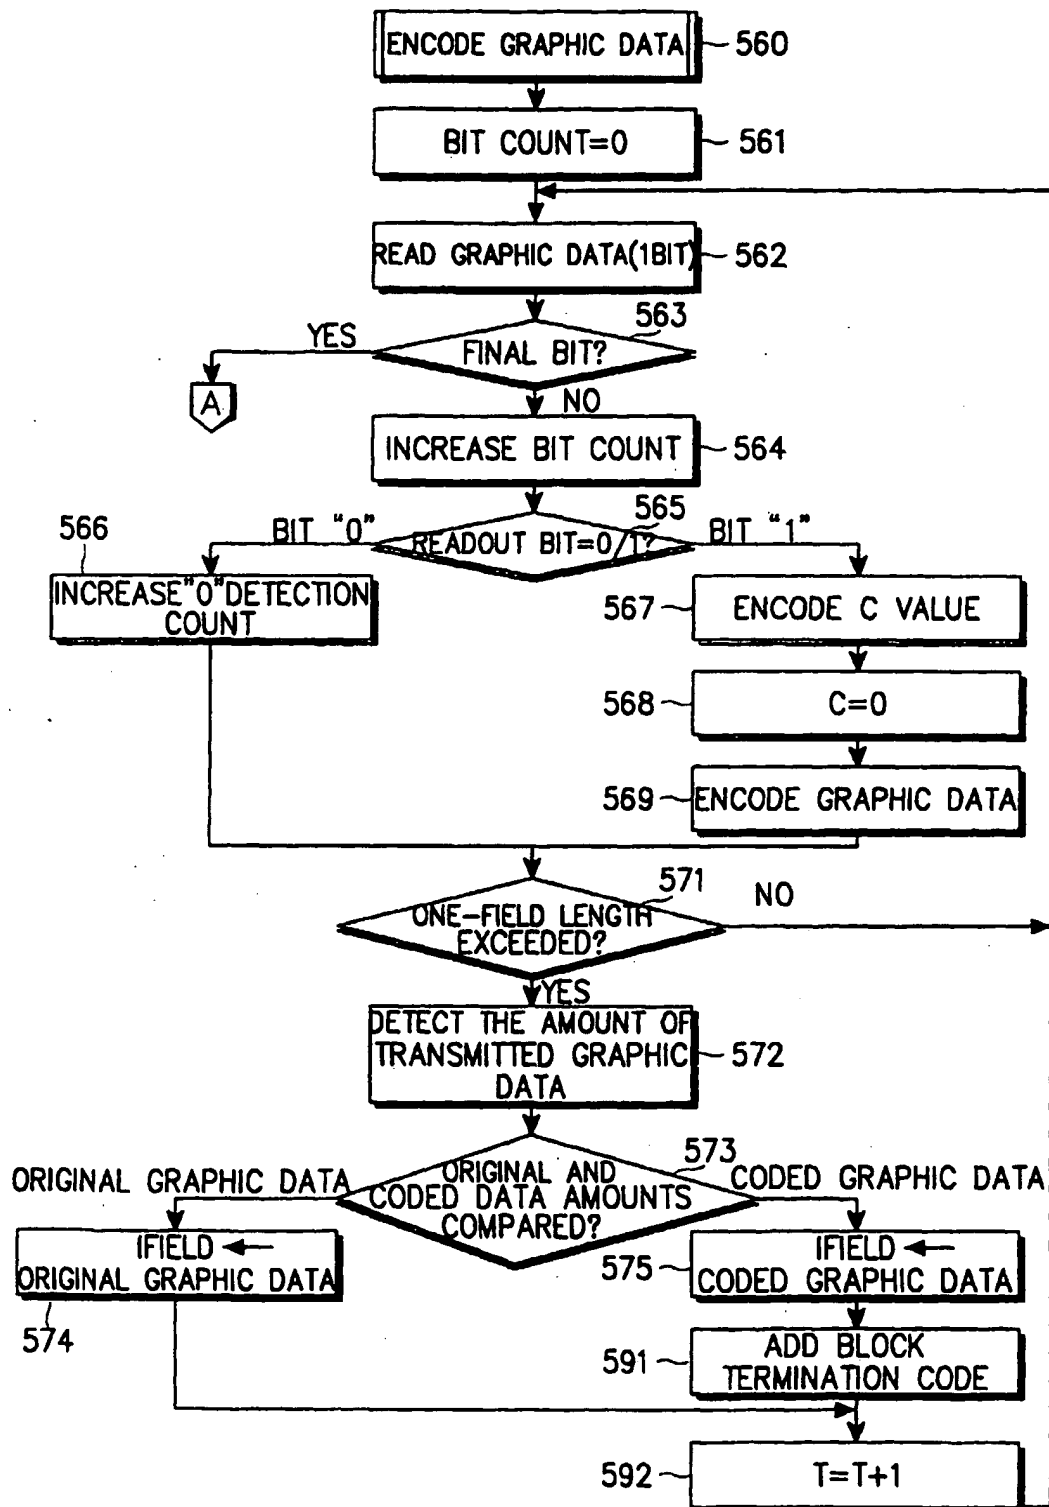 ENCODE GRAPHIC DATA
560
BIT COUNT=0
561
READ GRAPHIC DATA(1BIT)
562
563
YES
FINAL BIT?
A
NO
INCREASE BIT COUNT
564
566
BIT "0"
565
READOUT BIT=0/1?
BIT "1"
INCREASE"0"DETECTION
COUNT
567
ENCODE C VALUE
568
C=0
569
ENCODE GRAPHIC DATA
571
NO
ONE-FIELD LENGTH
EXCEEDED?
YES
DETECT THE AMOUNT OF
TRANSMITTED GRAPHIC
DATA
572
573
ORIGINAL GRAPHIC DATA
ORIGINAL AND
CODED DATA AMOUNTS
COMPARED?
CODED GRAPHIC DATA
IFIELD ←
ORIGINAL GRAPHIC DATA
574
575
IFIELD ←
CODED GRAPHIC DATA
591
ADD BLOCK
TERMINATION CODE
592
T=T+1